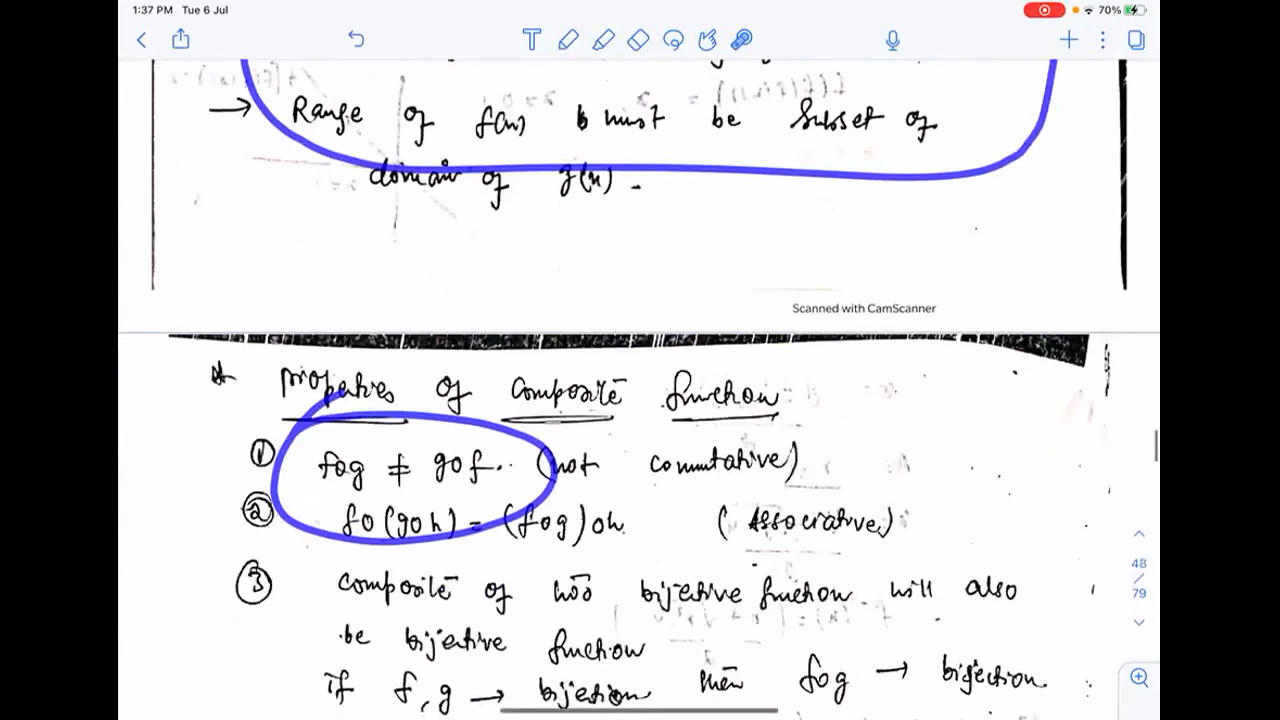 1:37 PM Tue 6 Jul
70%
→ Range of f(x) must be subset of
domain of g(x).
Scanned with CamScanner
* Properties of Composite function
① fog ≠ gof.. (not commutative)
② fo(goh) = (fog)oh (Associative)
③ composite of two bijective function will also
be bijective function
if f,g → bijection then fog → bijection.
48
/
79